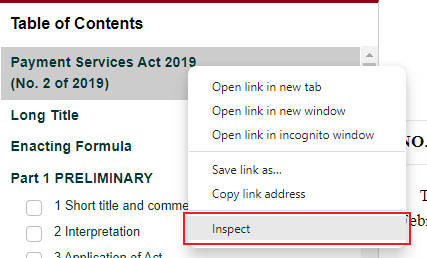 Table of Contents
Payment Services Act 2019
(No. 2 of 2019)
Long Title
Enacting Formula
Part 1 PRELIMINARY
1 Short title and comme
2 Interpretation
3 Application of Act
Open link in new tab
Open link in new window
Open link in incognito window
Save link as...
Copy link address
Inspect
NO.
T
ebr